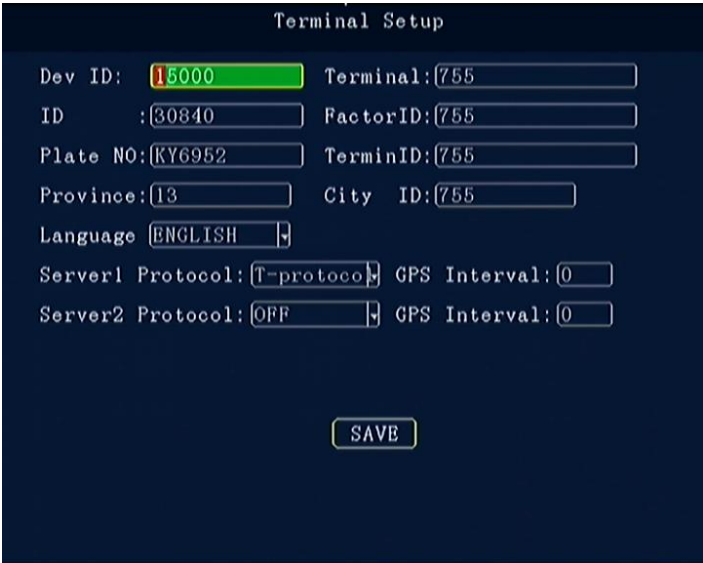 Terminal Setup
Dev ID: 15000 Terminal: 755
ID : 30840 FactorID: 755
Plate NO: KY6952 TerminID: 755
Province: 13 City ID: 755
Language ENGLISH
Server1 Protocol: T-protocol GPS Interval: 0
Server2 Protocol: OFF GPS Interval: 0
SAVE